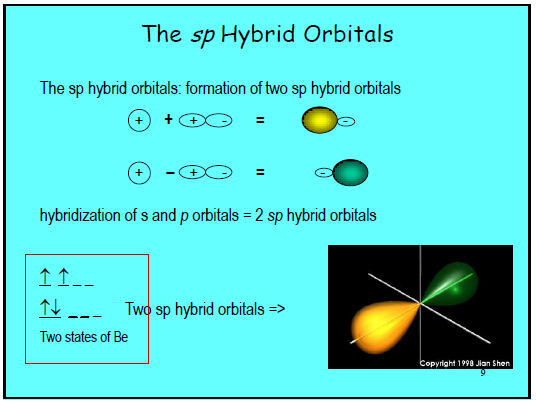 The sp Hybrid Orbitals
The sp hybrid orbitals: formation of two sp hybrid orbitals
+ + + - = -
+ - + - = -
hybridization of s and p orbitals = 2 sp hybrid orbitals
↑ ↑ _ _
↑↓ _ _ _ Two sp hybrid orbitals =>
Two states of Be
Copyright 1998 Jian Shen
9